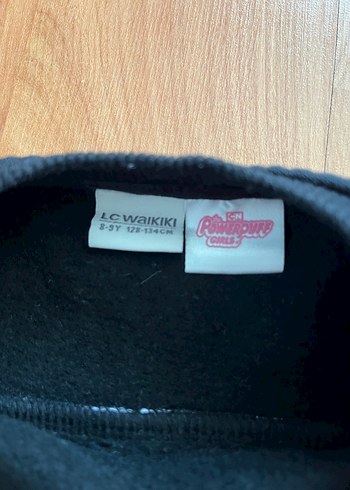 LC WAIKIKI
8-9Y 128-134CM
CN
POWERPUFF
GIRLS